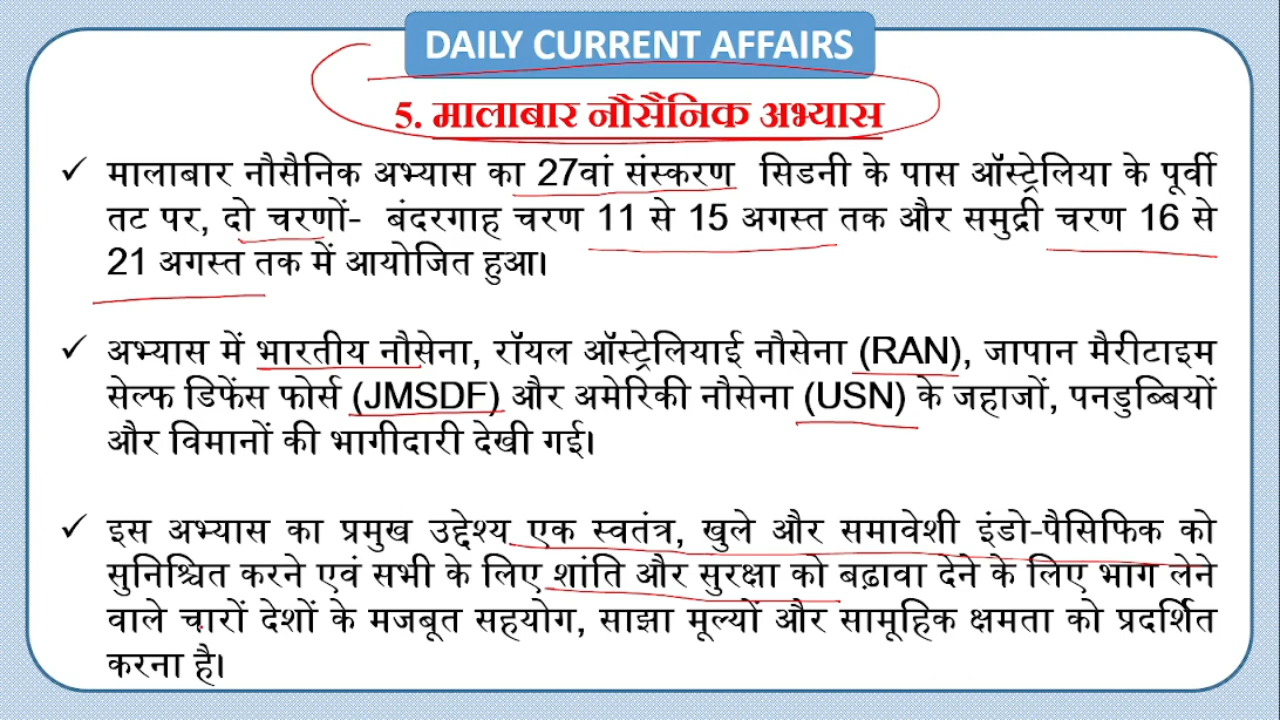 DAILY CURRENT AFFAIRS
5. मालाबार नौसैनिक अभ्यास
✓ मालाबार नौसैनिक अभ्यास का 27वां संस्करण सिडनी के पास ऑस्ट्रेलिया के पूर्वी
तट पर, दो चरणों- बंदरगाह चरण 11 से 15 अगस्त तक और समुद्री चरण 16 से
21 अगस्त तक में आयोजित हुआ।
✓ अभ्यास में भारतीय नौसेना, रॉयल ऑस्ट्रेलियाई नौसेना (RAN), जापान मैरीटाइम
सेल्फ डिफेंस फोर्स (JMSDF) और अमेरिकी नौसेना (USN) के जहाजों, पनडुब्बियों
और विमानों की भागीदारी देखी गई।
✓ इस अभ्यास का प्रमुख उद्देश्य एक स्वतंत्र, खुले और समावेशी इंडो-पैसिफिक को
सुनिश्चित करने एवं सभी के लिए शांति और सुरक्षा को बढ़ावा देने के लिए भाग लेने
वाले चारों देशों के मजबूत सहयोग, साझा मूल्यों और सामूहिक क्षमता को प्रदर्शित
करना है।